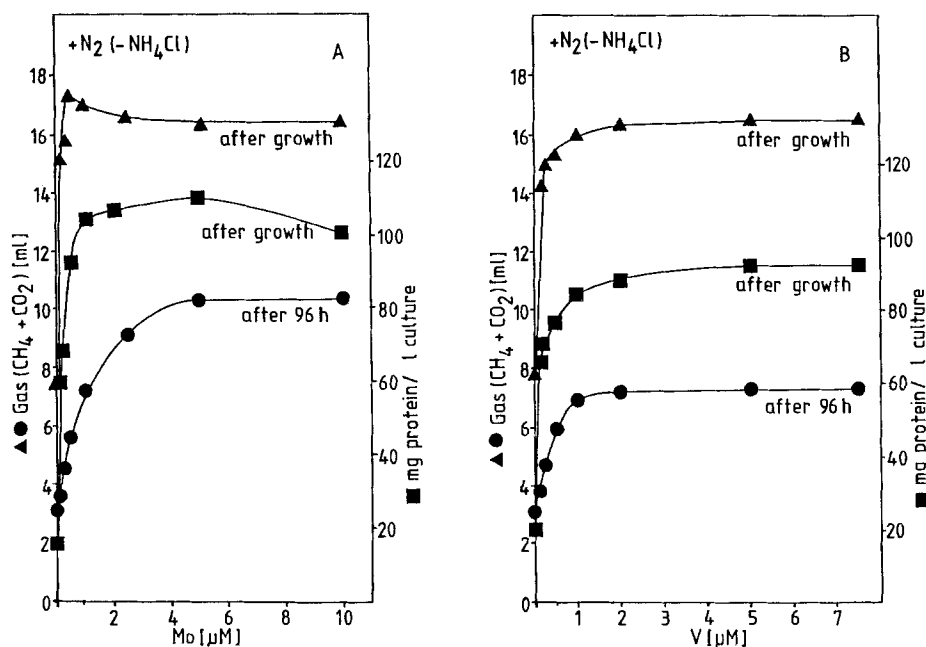 +N2 (-NH4Cl)
A
18
16
14
12
10
8
6
4
2
0
▲ ● Gas (CH4 + CO2) [ml]
after growth
after growth
after 96 h
120
100
80
60
40
20
■ mg protein/ l culture
2
4
6
8
10
Mo [µM]
+N2 (-NH4Cl)
B
18
16
14
12
10
8
6
4
2
0
▲ ● Gas (CH4 + CO2) [ml]
after growth
after growth
after 96 h
120
100
80
60
40
20
■ mg protein/ l culture
1
2
3
4
5
6
7
V [µM]